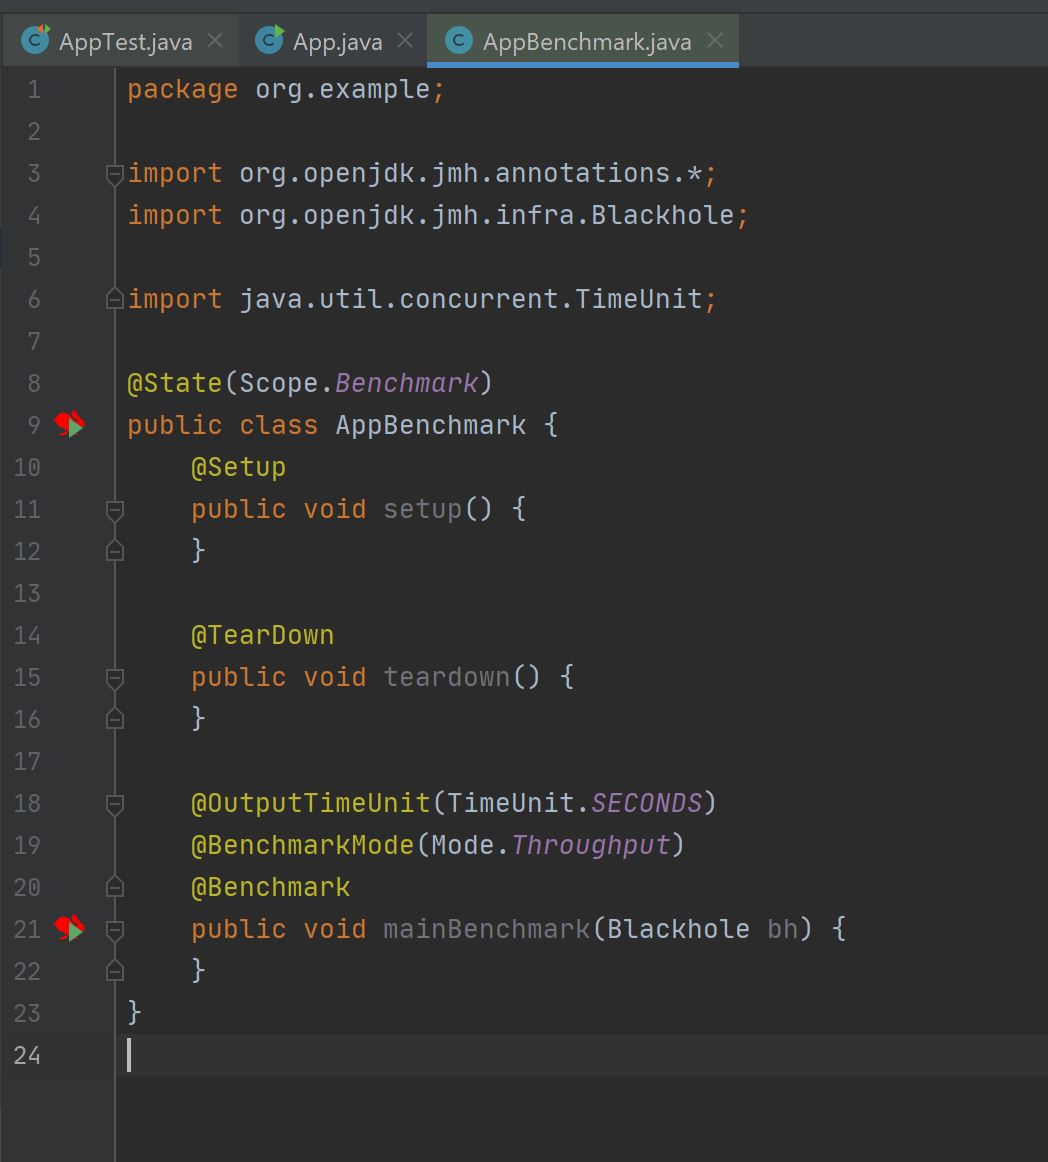 AppTest.java App.java AppBenchmark.java
1 package org.example;
2
3 import org.openjdk.jmh.annotations.*;
4 import org.openjdk.jmh.infra.Blackhole;
5
6 import java.util.concurrent.TimeUnit;
7
8 @State(Scope.Benchmark)
9 public class AppBenchmark {
10     @Setup
11     public void setup() {
12     }
13
14     @TearDown
15     public void teardown() {
16     }
17
18     @OutputTimeUnit(TimeUnit.SECONDS)
19     @BenchmarkMode(Mode.Throughput)
20     @Benchmark
21     public void mainBenchmark(Blackhole bh) {
22     }
23 }
24